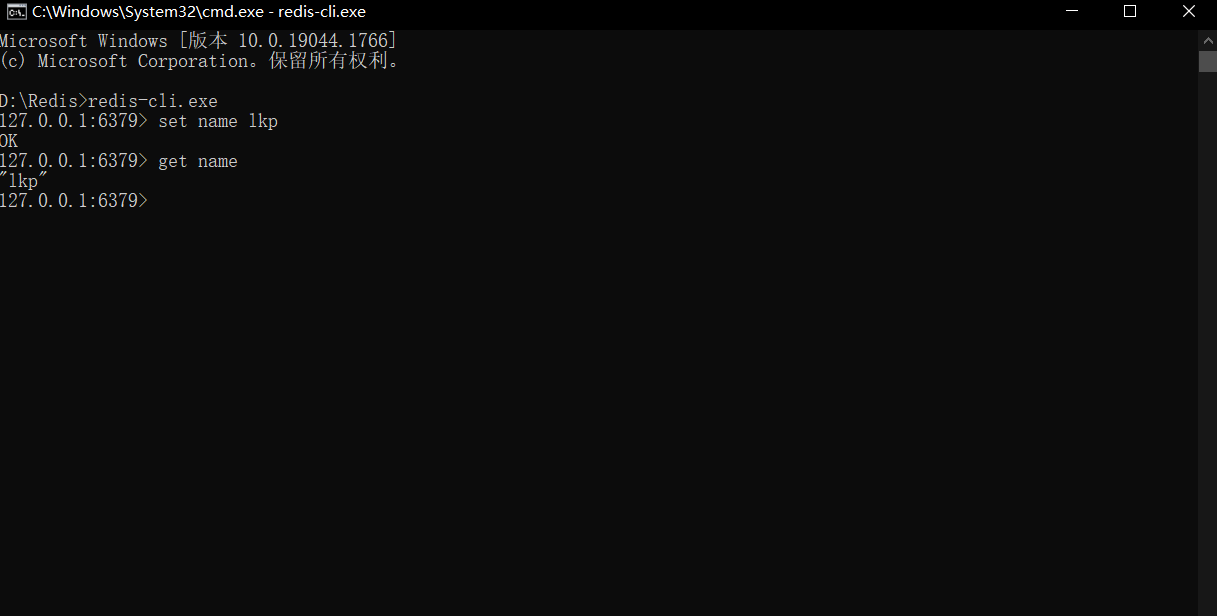 C:\Windows\System32\cmd.exe - redis-cli.exe
Microsoft Windows [版本 10.0.19044.1766]
(c) Microsoft Corporation。保留所有权利。
D:\Redis>redis-cli.exe
127.0.0.1:6379> set name lkp
OK
127.0.0.1:6379> get name
"lkp"
127.0.0.1:6379>